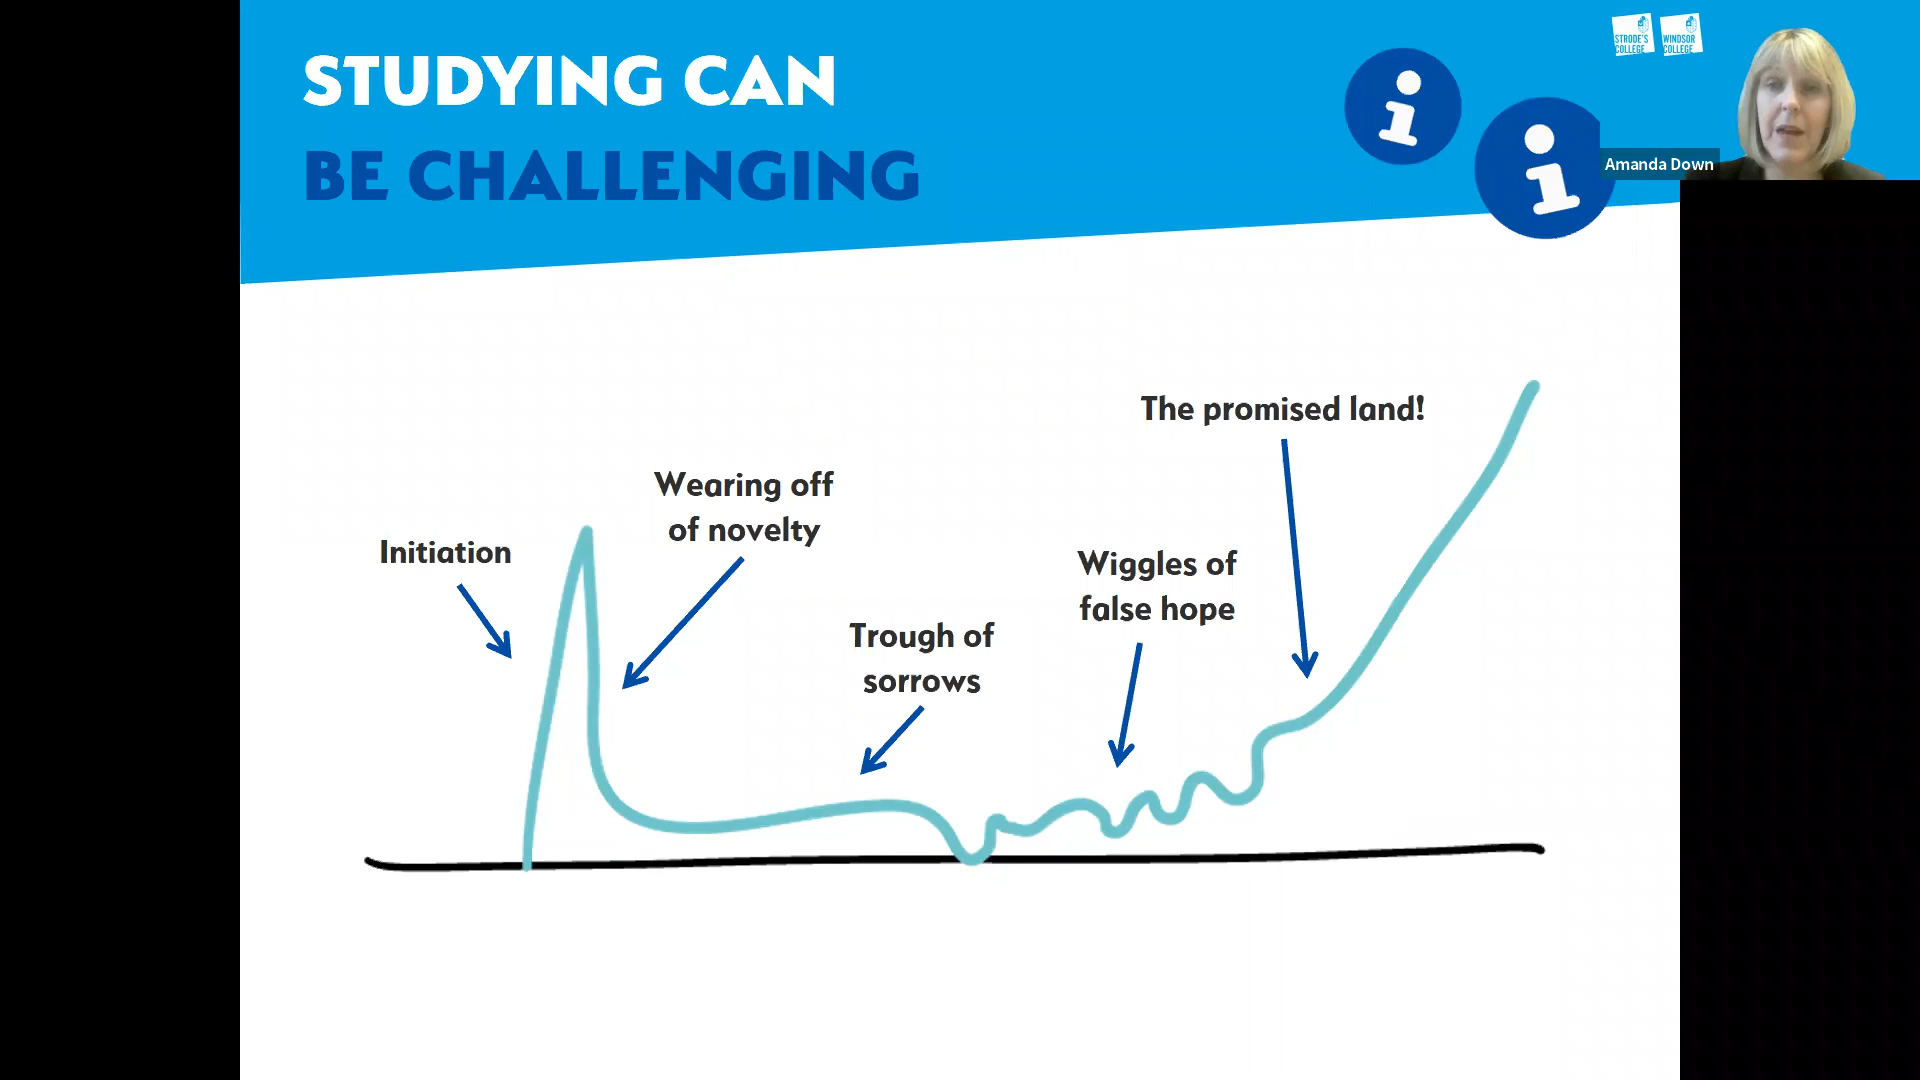 STUDYING CAN
BE CHALLENGING
STRODE'S
COLLEGE
WINDSOR
COLLEGE
Amanda Down
The promised land!
Wearing off
of novelty
Initiation
Wiggles of
false hope
Trough of
sorrows